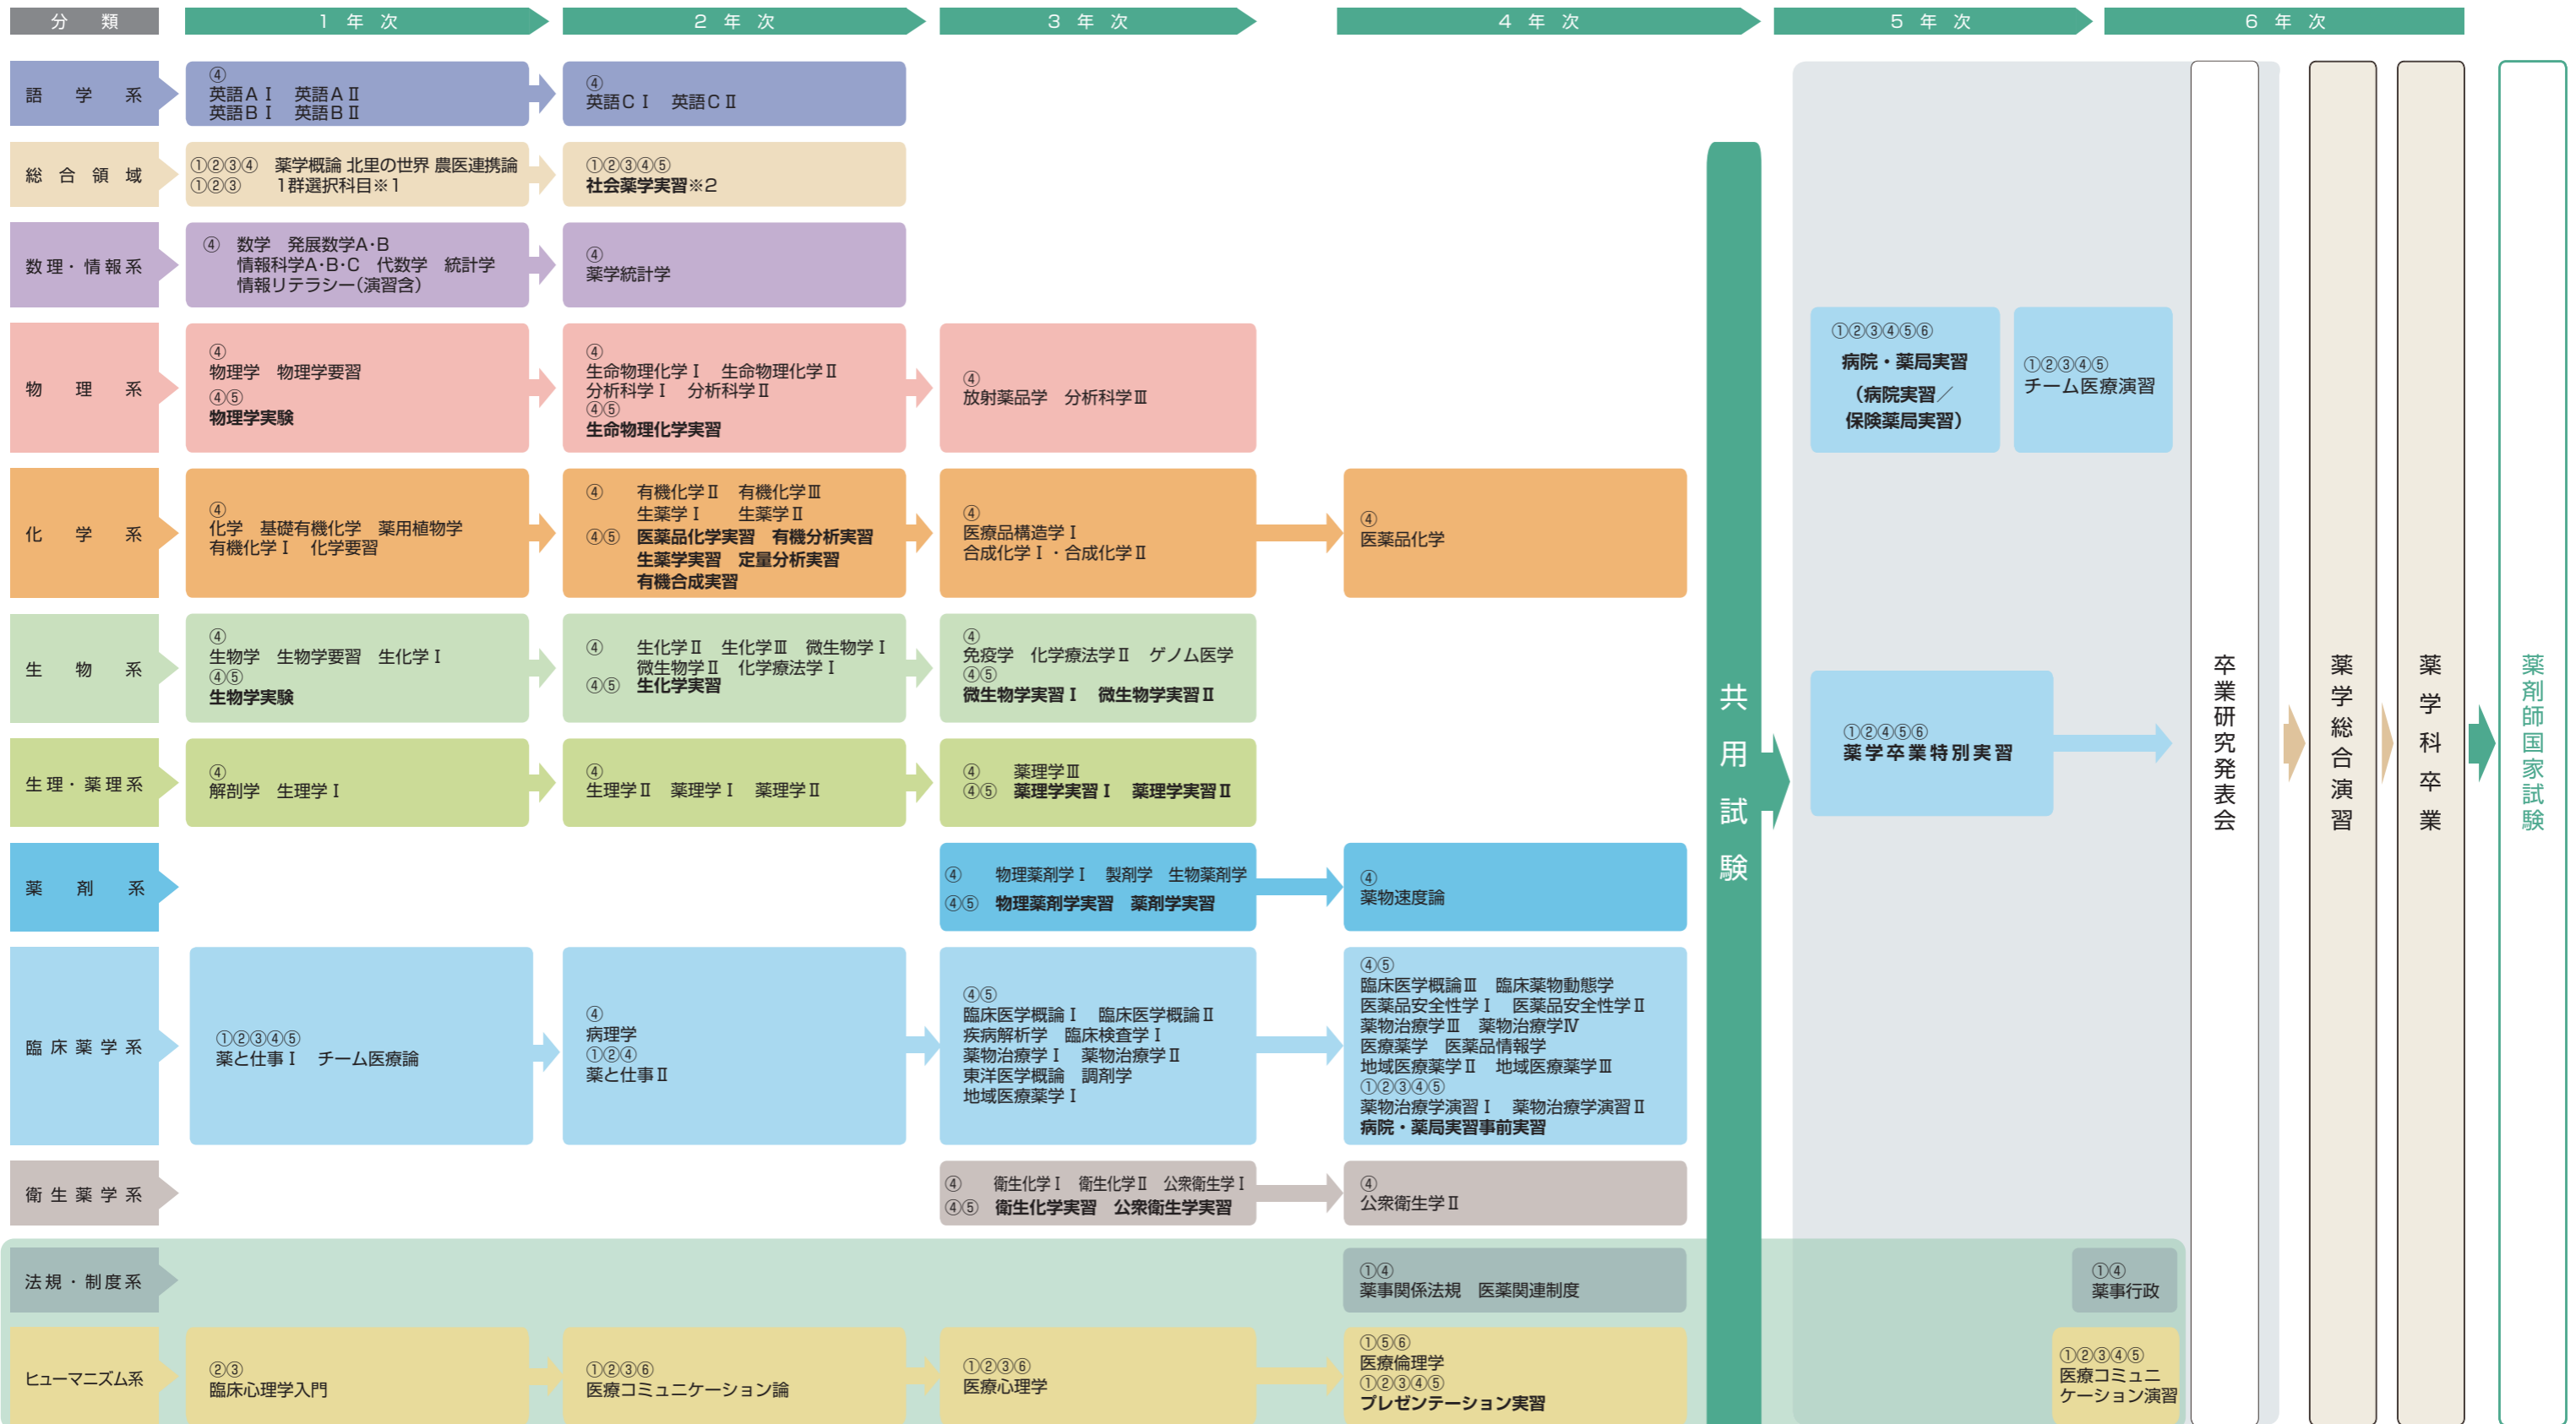 分類
1年次
2年次
3年次
4年次
5年次
6年次
語学系
④
英語AⅠ 英語AⅡ
英語BⅠ 英語BⅡ
④
英語CⅠ 英語CⅡ
総合領域
①②③④ 薬学概論 北里の世界 農医連携論
①②③ 1群選択科目※1
①②③④⑤
社会薬学実習※2
数理・情報系
④ 数学 発展数学A・B
情報科学A・B・C 代数学 統計学
情報リテラシー(演習含)
④
薬学統計学
物理系
④
物理学 物理学要習
④⑤
物理学実験
④
生命物理化学Ⅰ 生命物理化学Ⅱ
分析科学Ⅰ 分析科学Ⅱ
④⑤
生命物理化学実習
④
放射薬品学 分析科学Ⅲ
①②③④⑤⑥
病院・薬局実習
(病院実習／
保険薬局実習)
①②③④⑤
チーム医療演習
化学系
④
化学 基礎有機化学 薬用植物学
有機化学Ⅰ 化学要習
④ 有機化学Ⅱ 有機化学Ⅲ
生薬学Ⅰ 生薬学Ⅱ
④⑤ 医薬品化学実習 有機分析実習
生薬学実習 定量分析実習
有機合成実習
④
医療品構造学Ⅰ
合成化学Ⅰ・合成化学Ⅱ
④
医薬品化学
生物系
④
生物学 生物学要習 生化学Ⅰ
④⑤
生物学実験
④ 生化学Ⅱ 生化学Ⅲ 微生物学Ⅰ
微生物学Ⅱ 化学療法学Ⅰ
④⑤ 生化学実習
④
免疫学 化学療法学Ⅱ ゲノム医学
④⑤
微生物学実習Ⅰ 微生物学実習Ⅱ
①②④⑤⑥
薬学卒業特別実習
生理・薬理系
④
解剖学 生理学Ⅰ
④
生理学Ⅱ 薬理学Ⅰ 薬理学Ⅱ
④ 薬理学Ⅲ
④⑤ 薬理学実習Ⅰ 薬理学実習Ⅱ
薬剤系
④ 物理薬剤学Ⅰ 製剤学 生物薬剤学
④⑤ 物理薬剤学実習 薬剤学実習
④
薬物速度論
臨床薬学系
①②③④⑤
薬と仕事Ⅰ チーム医療論
④
病理学
①②④
薬と仕事Ⅱ
④⑤
臨床医学概論Ⅰ 臨床医学概論Ⅱ
疾病解析学 臨床検査学Ⅰ
薬物治療学Ⅰ 薬物治療学Ⅱ
東洋医学概論 調剤学
地域医療薬学Ⅰ
④⑤
臨床医学概論Ⅲ 臨床薬物動態学
医薬品安全性学Ⅰ 医薬品安全性学Ⅱ
薬物治療学Ⅲ 薬物治療学Ⅳ
医療薬学 医薬品情報学
地域医療薬学Ⅱ 地域医療薬学Ⅲ
①②③④⑤
薬物治療学演習Ⅰ 薬物治療学演習Ⅱ
病院・薬局実習事前実習
衛生薬学系
④ 衛生化学Ⅰ 衛生化学Ⅱ 公衆衛生学Ⅰ
④⑤ 衛生化学実習 公衆衛生学実習
④
公衆衛生学Ⅱ
法規・制度系
①④
薬事関係法規 医薬関連制度
①④
薬事行政
ヒューマニズム系
②③
臨床心理学入門
①②③⑥
医療コミュニケーション論
①②③⑥
医療心理学
①⑤⑥
医療倫理学
①②③④⑤
プレゼンテーション実習
①②③④⑤
医療コミュニ
ケーション演習
共用試験
卒業研究発表会
薬学総合演習
薬学科卒業
薬剤師国家試験